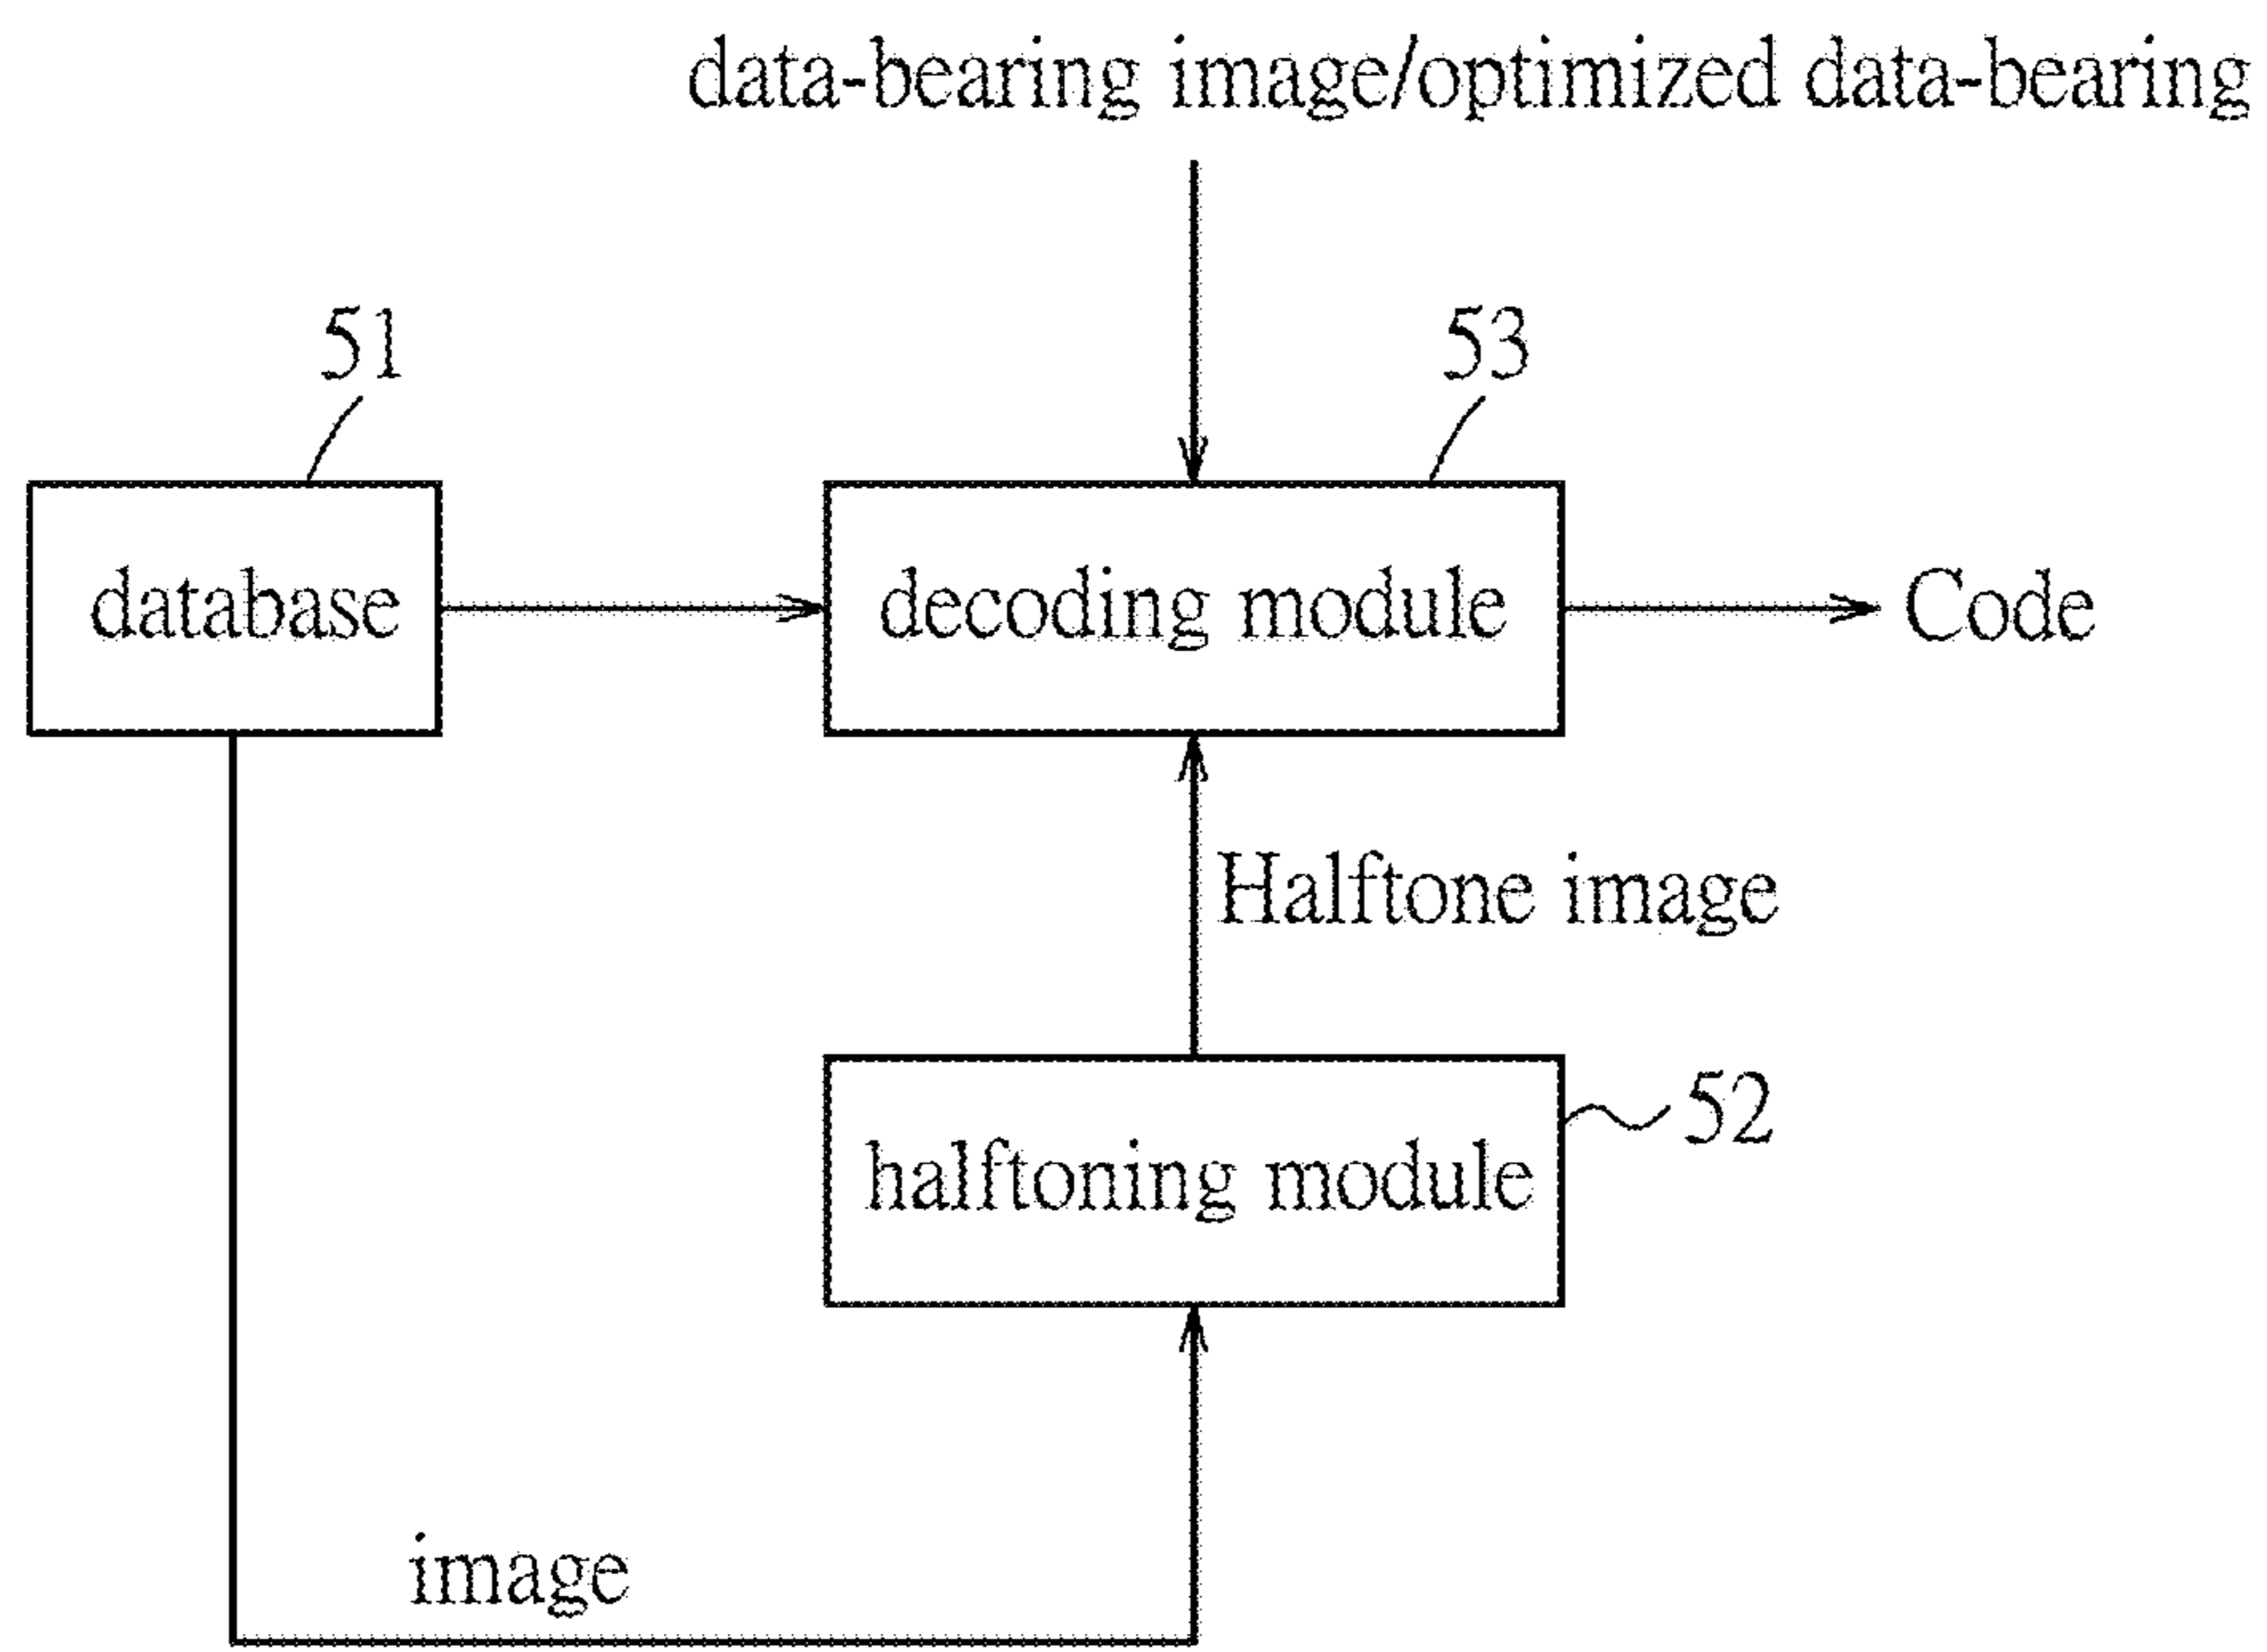 data-bearing image/optimized data-bearing
51
53
database
decoding module
Code
Halftone image
52
halftoning module
image